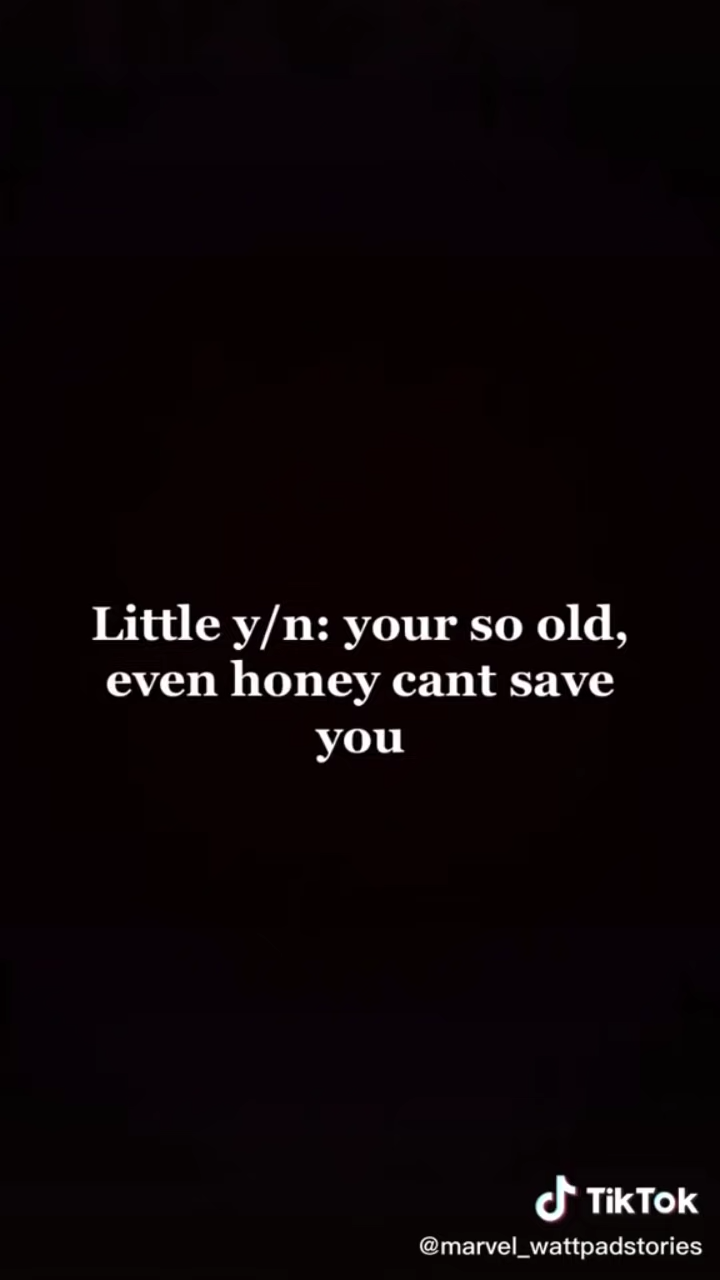 Little y/n: your so old,
even honey cant save
you
TikTok
@marvel_wattpadstories